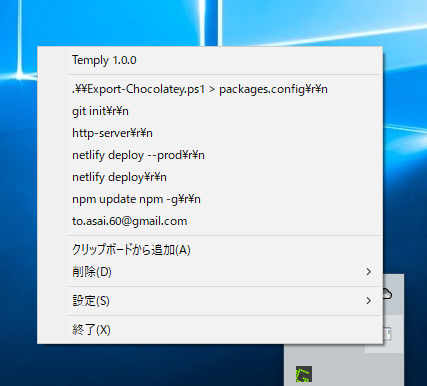 Temply 1.0.0
.¥¥Export-Chocolatey.ps1 > packages.config¥r¥n
git init¥r¥n
http-server¥r¥n
netlify deploy --prod¥r¥n
netlify deploy¥r¥n
npm update npm -g¥r¥n
to.asai.60@gmail.com
クリップボードから追加(A)
削除(D)
設定(S)
終了(X)